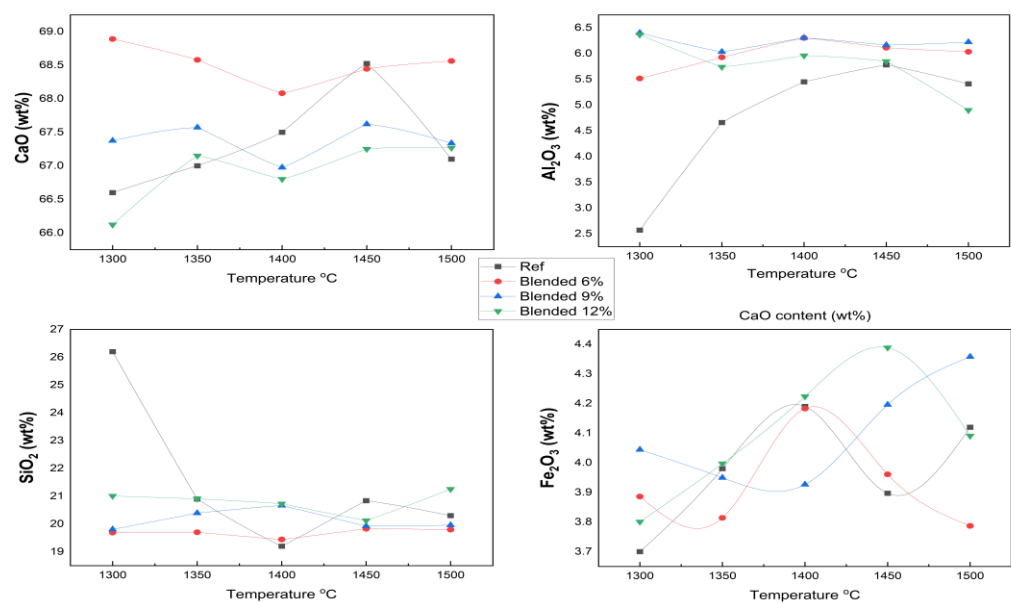 69.0
68.5
68.0
67.5
67.0
66.5
66.0
CaO (wt%)
1300 1350 1400 1450 1500
Temperature °C
6.5
6.0
5.5
5.0
4.5
4.0
3.5
3.0
2.5
Al₂O₃ (wt%)
1300 1350 1400 1450 1500
Temperature °C
Ref
Blended 6%
Blended 9%
Blended 12%
27
26
25
24
23
22
21
20
19
SiO₂ (wt%)
1300 1350 1400 1450 1500
Temperature °C
CaO content (wt%)
4.4
4.3
4.2
4.1
4.0
3.9
3.8
3.7
Fe₂O₃ (wt%)
1300 1350 1400 1450 1500
Temperature °C